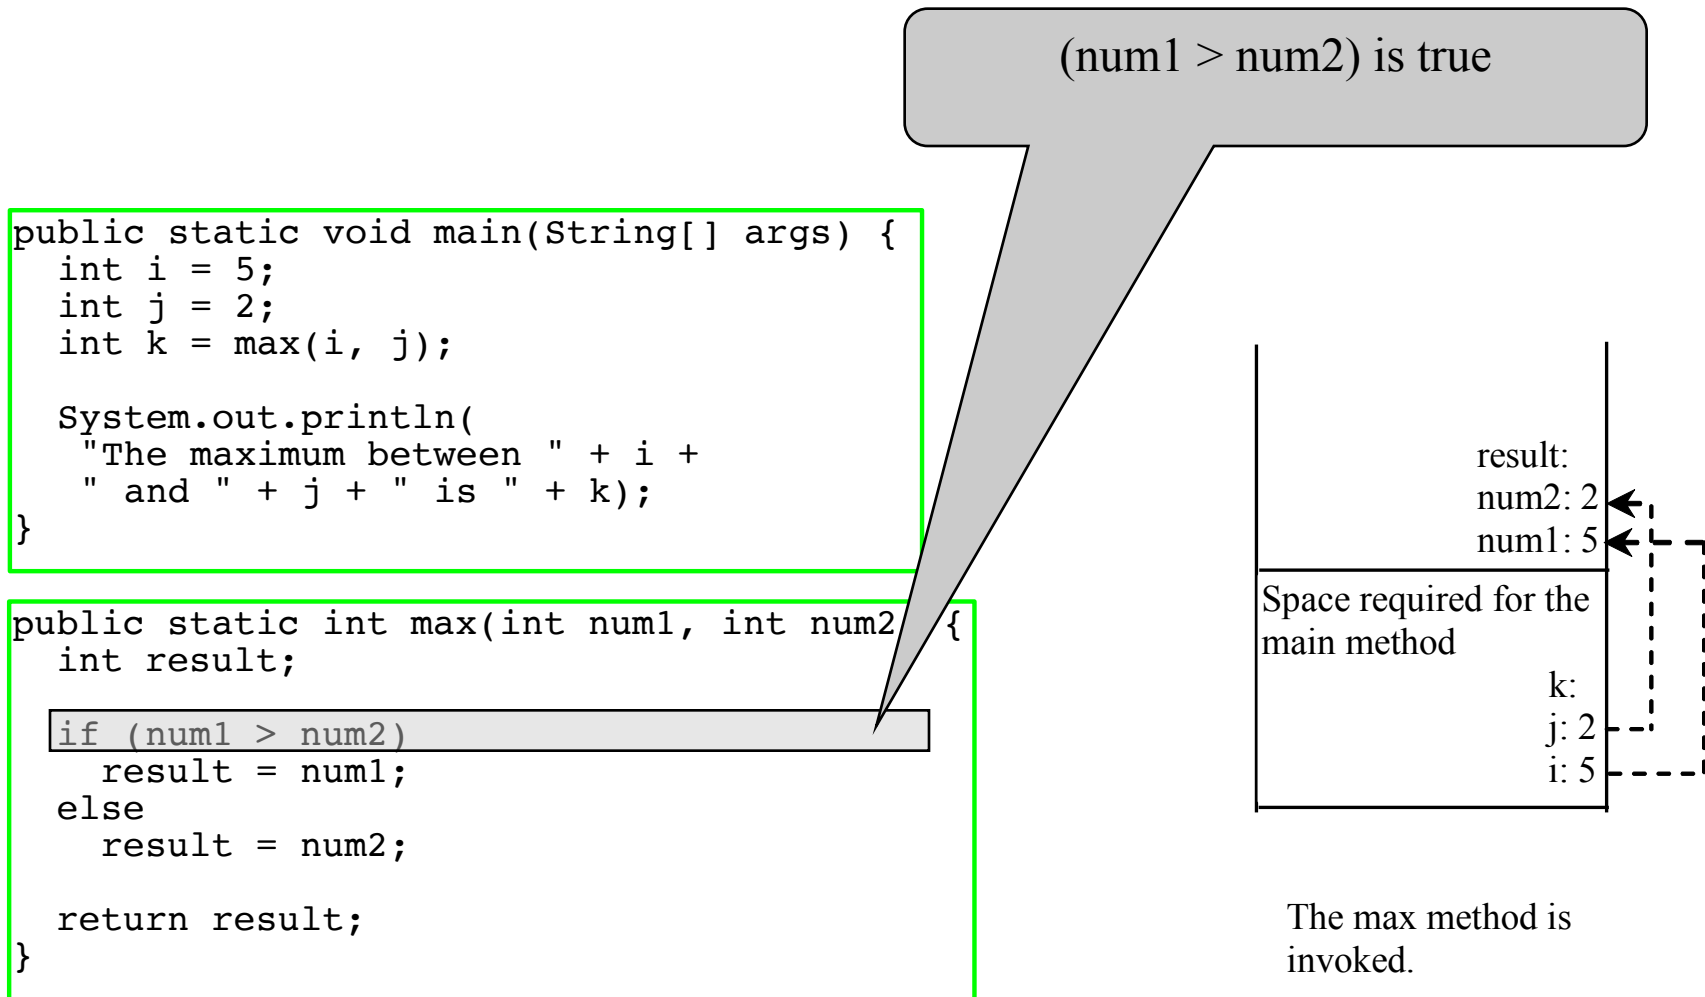 (num1 > num2) is true
public static void main(String[] args) {
int i = 5;
int j = 2;
int k = max(i, j);
System.out.println(
"The maximum between " + i +
" and " + j + " is " + k);
}
public static int max(int num1, int num2 {
int result;
if (num1 > num2)
result = num1;
else
result = num2;
return result;
}
result:
num2: 2
num1: 5
Space required for the
main method
k:
j: 2
i: 5
The max method is
invoked.